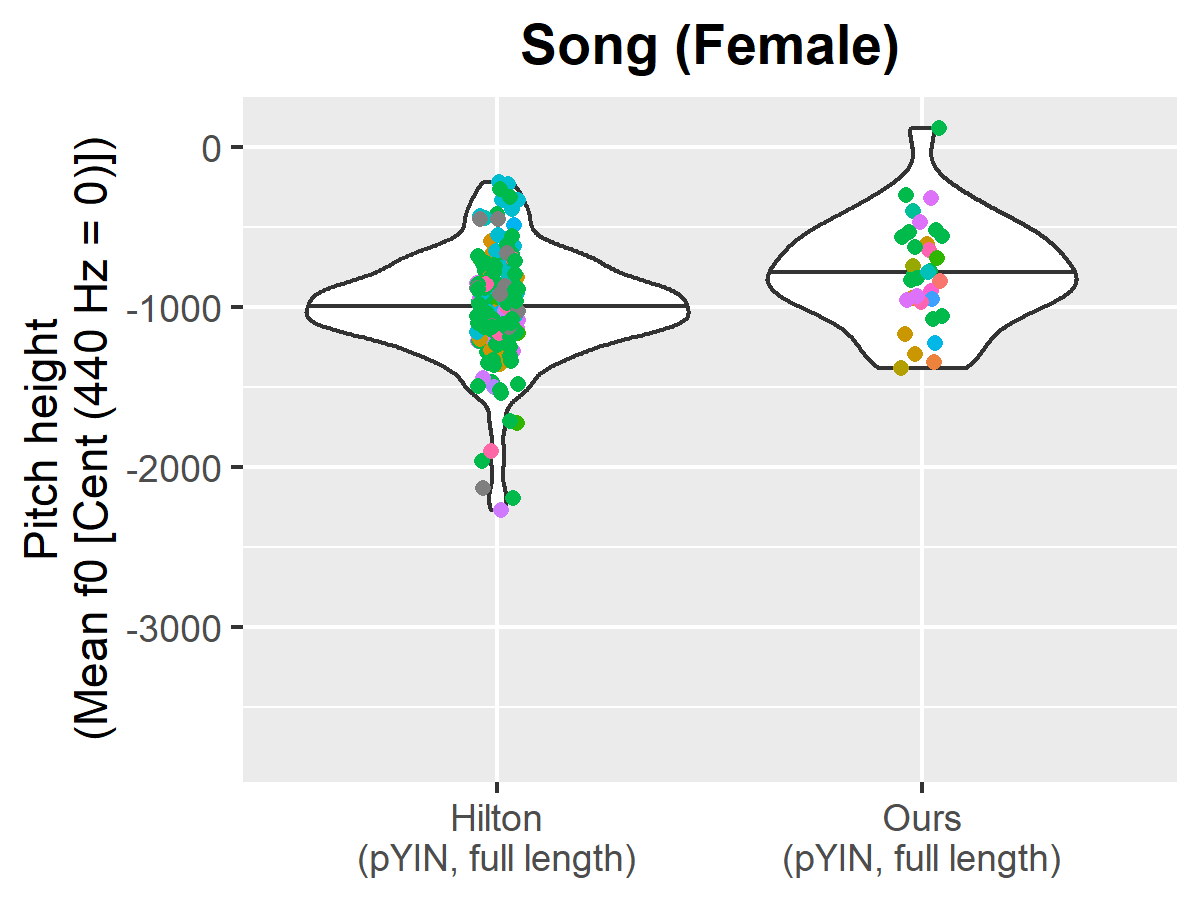 Song (Female)
Pitch height
(Mean f0 [Cent (440 Hz = 0)])
0
-1000
-2000
-3000
Hilton
(pYIN, full length)
Ours
(pYIN, full length)